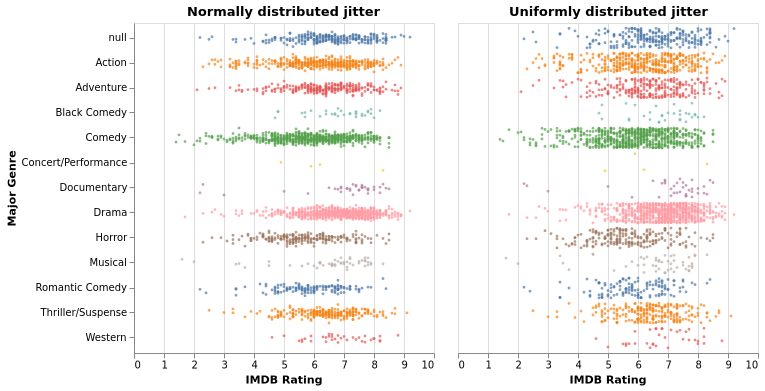 Normally distributed jitter
Uniformly distributed jitter
Major Genre
null
Action
Adventure
Black Comedy
Comedy
Concert/Performance
Documentary
Drama
Horror
Musical
Romantic Comedy
Thriller/Suspense
Western
0 1 2 3 4 5 6 7 8 9 10
0 1 2 3 4 5 6 7 8 9 10
IMDB Rating
IMDB Rating